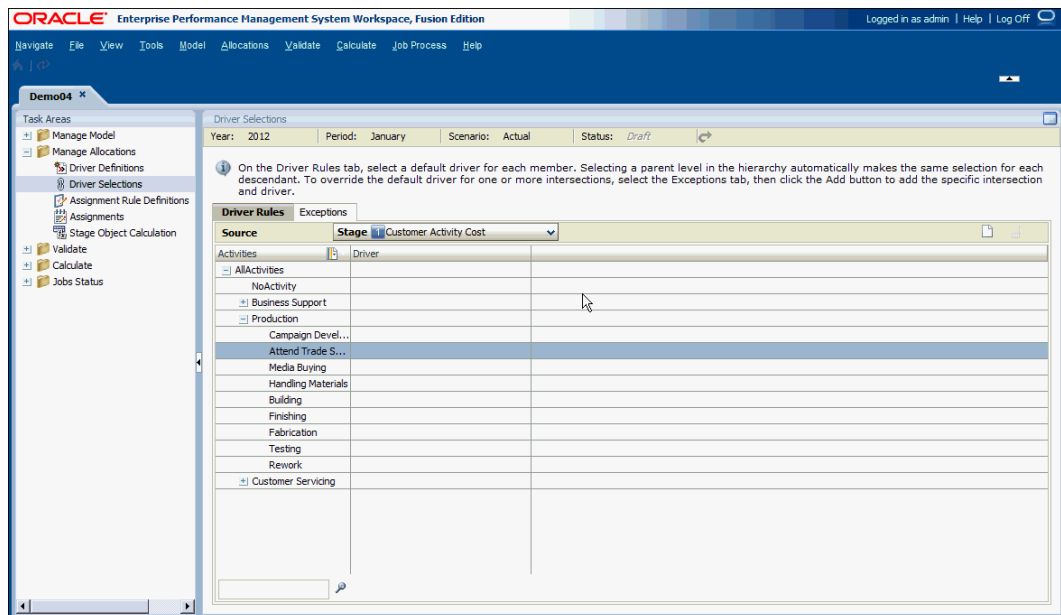 ORACLE Enterprise Performance Management System Workspace, Fusion Edition
Logged in as admin | Help | Log Off
Navigate File View Tools Model Allocations Validate Calculate Job Process Help
Demo04
Task Areas
Manage Model
Manage Allocations
Driver Definitions
Driver Selections
Assignment Rule Definitions
Assignments
Stage Object Calculation
Validate
Calculate
Jobs Status
Driver Selections
Year: 2012 Period: January Scenario: Actual Status: Draft
On the Driver Rules tab, select a default driver for each member. Selecting a parent level in the hierarchy automatically makes the same selection for each
descendant. To override the default driver for one or more intersections, select the Exceptions tab, then click the Add button to add the specific intersection
and driver.
Driver Rules Exceptions
Source Stage 1 Customer Activity Cost
Activities Driver
AllActivities
NoActivity
Business Support
Production
Campaign Devel...
Attend Trade S...
Media Buying
Handling Materials
Building
Finishing
Fabrication
Testing
Rework
Customer Servicing